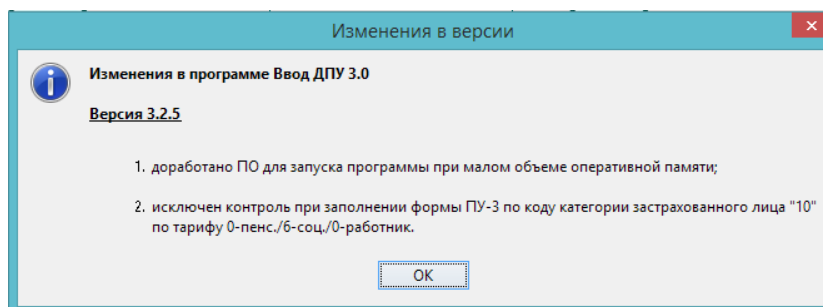 Изменения в версии
Изменения в программе Ввод ДПУ 3.0
Версия 3.2.5
1. доработано ПО для запуска программы при малом объеме оперативной памяти;
2. исключен контроль при заполнении формы ПУ-3 по коду категории застрахованного лица "10"
по тарифу 0-пенс./6-соц./0-работник.
OK